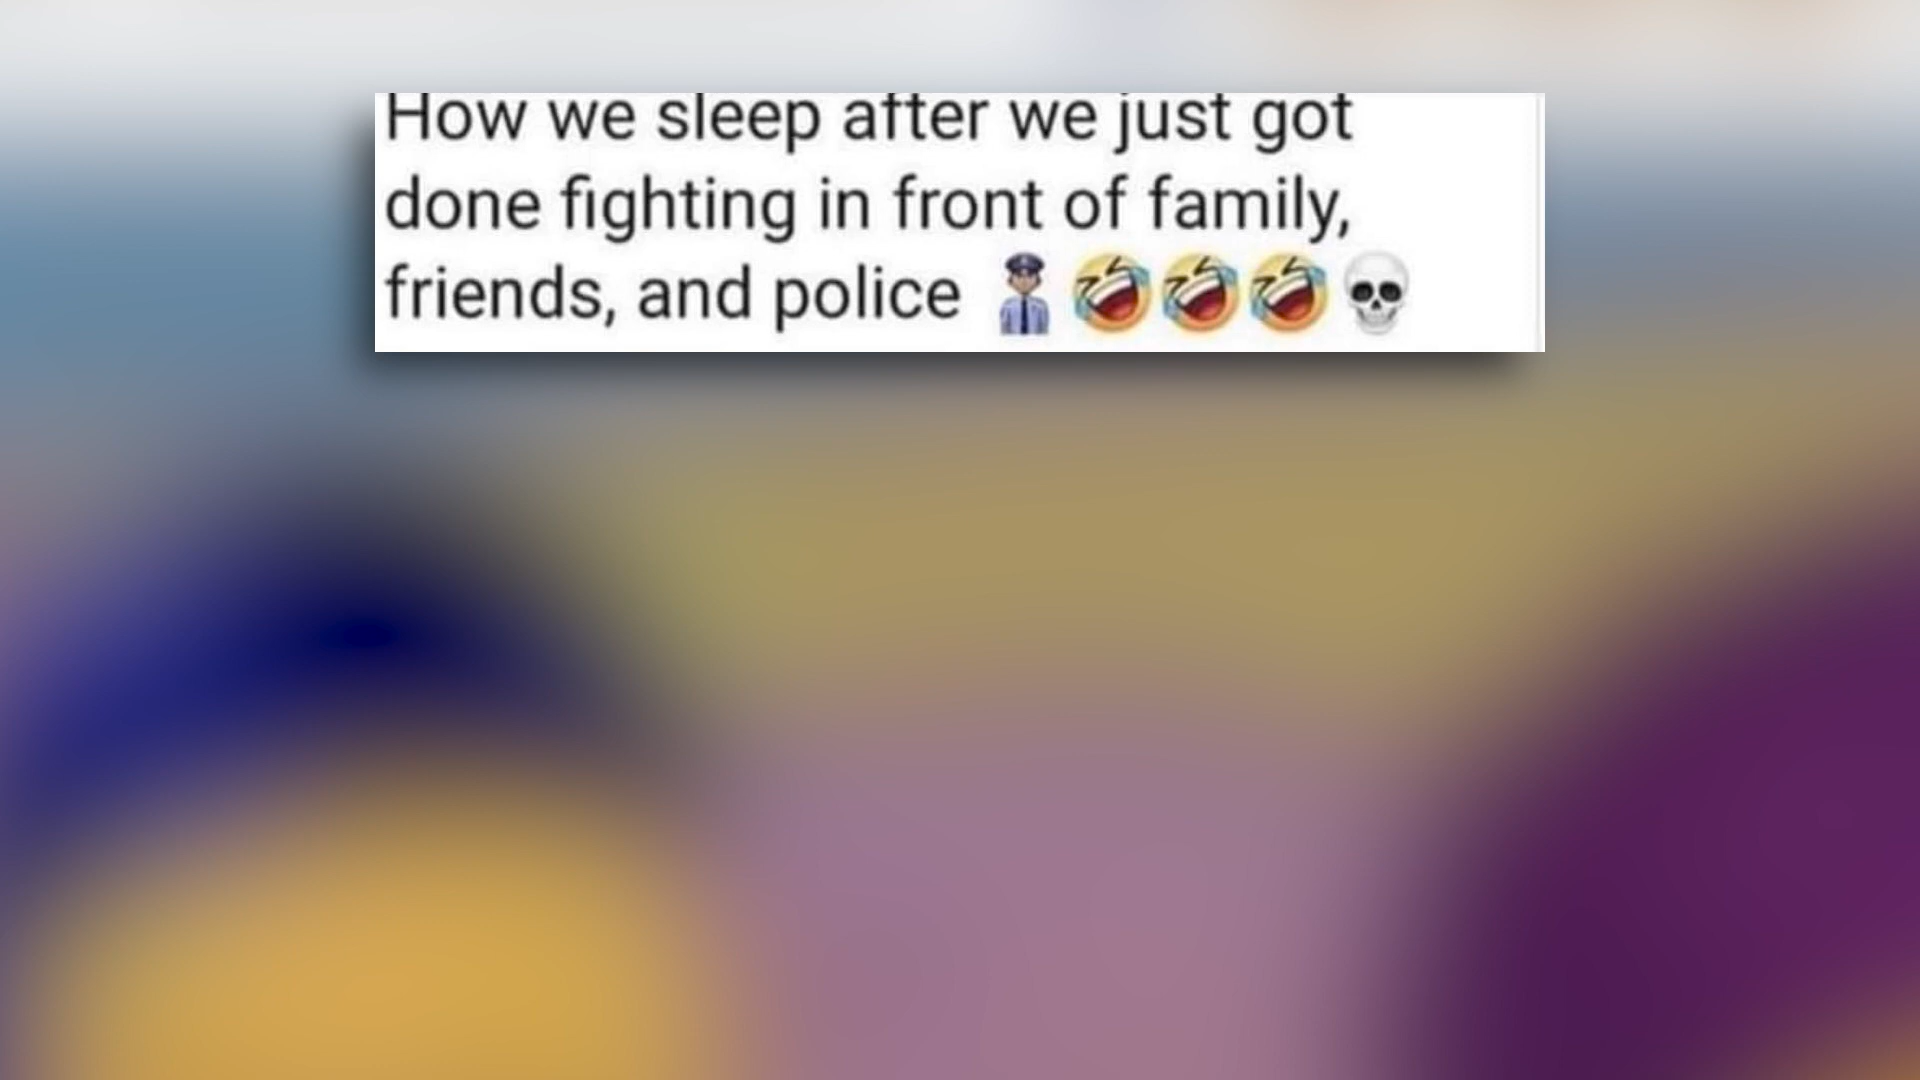 How we sleep after we just got
done fighting in front of family,
friends, and police 👮🏽‍♂️🤣🤣🤣💀